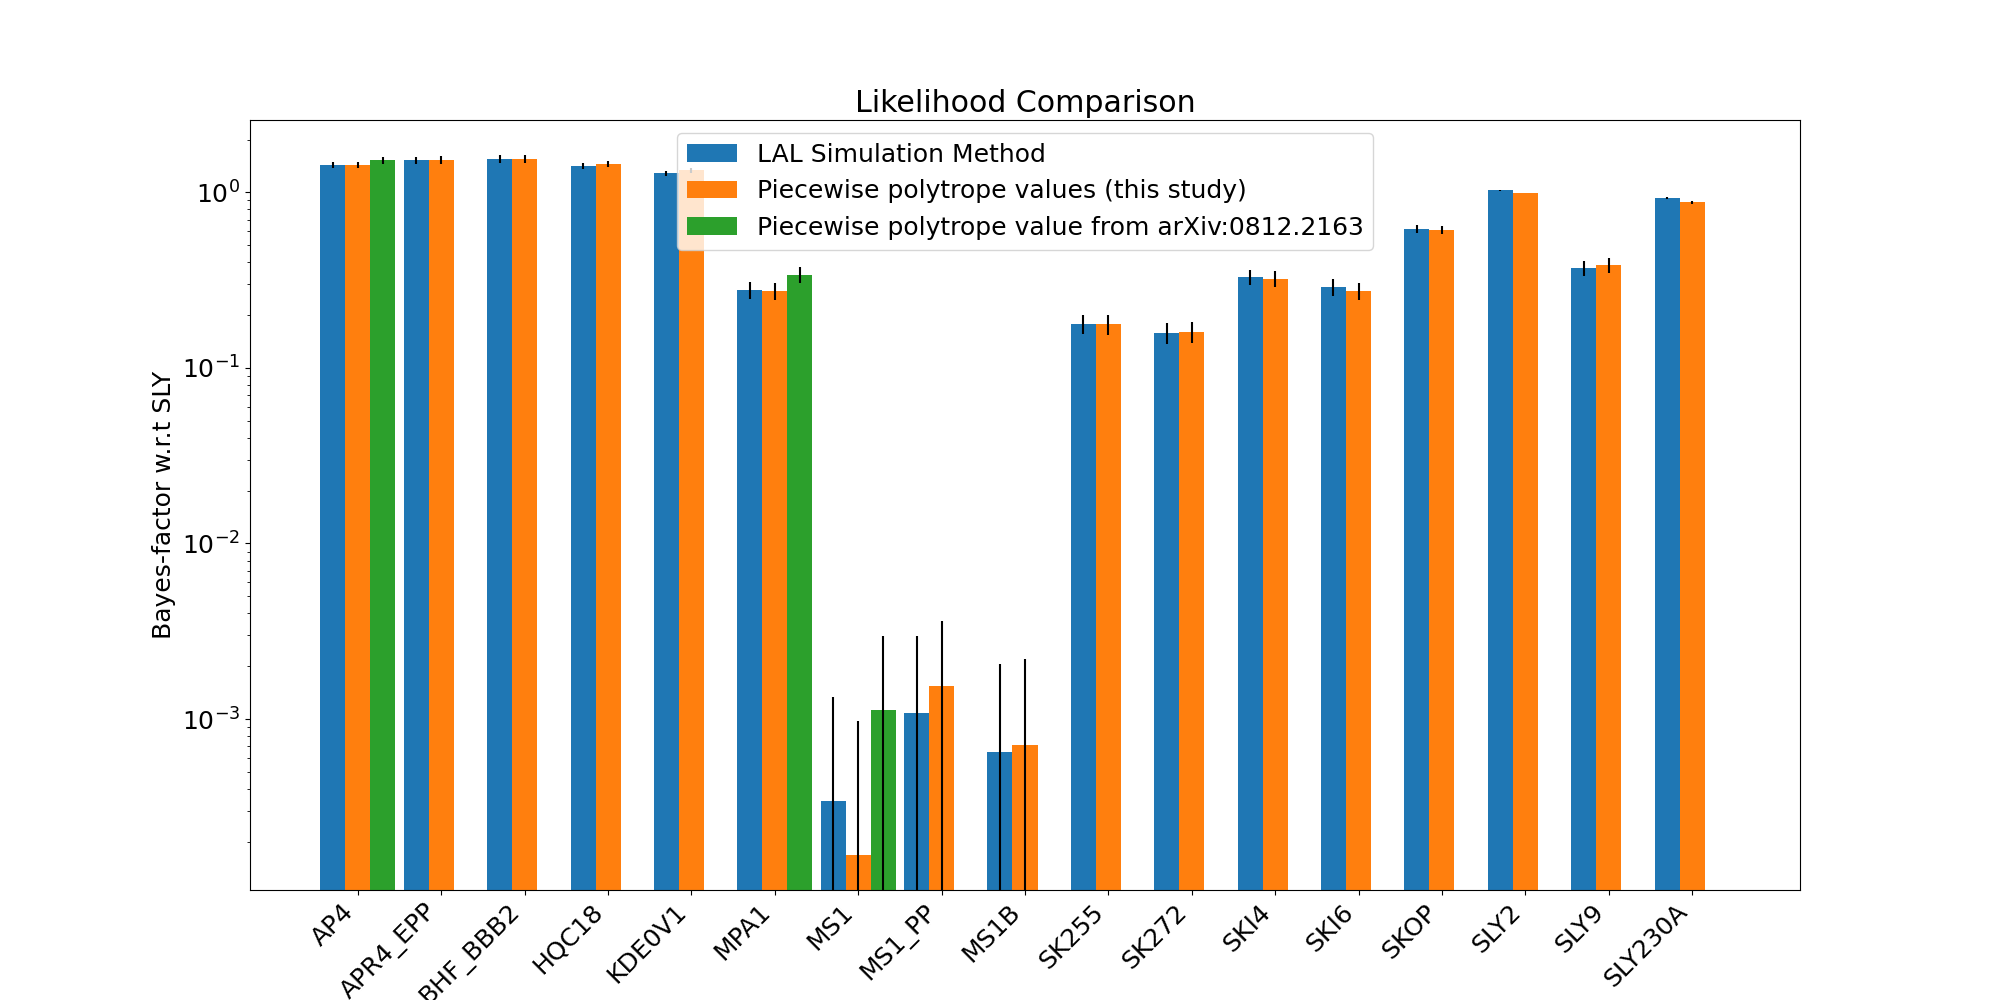 Likelihood Comparison
LAL Simulation Method
Piecewise polytrope values (this study)
Piecewise polytrope value from arXiv:0812.2163
Bayes-factor w.r.t SLY
10⁰
10⁻¹
10⁻²
10⁻³
AP4
APR4_EPP
BHF_BBB2
HQC18
KDE0V1
MPA1
MS1
MS1_PP
MS1B
SK255
SK272
SKI4
SKI6
SKOP
SLY2
SLY9
SLY230A